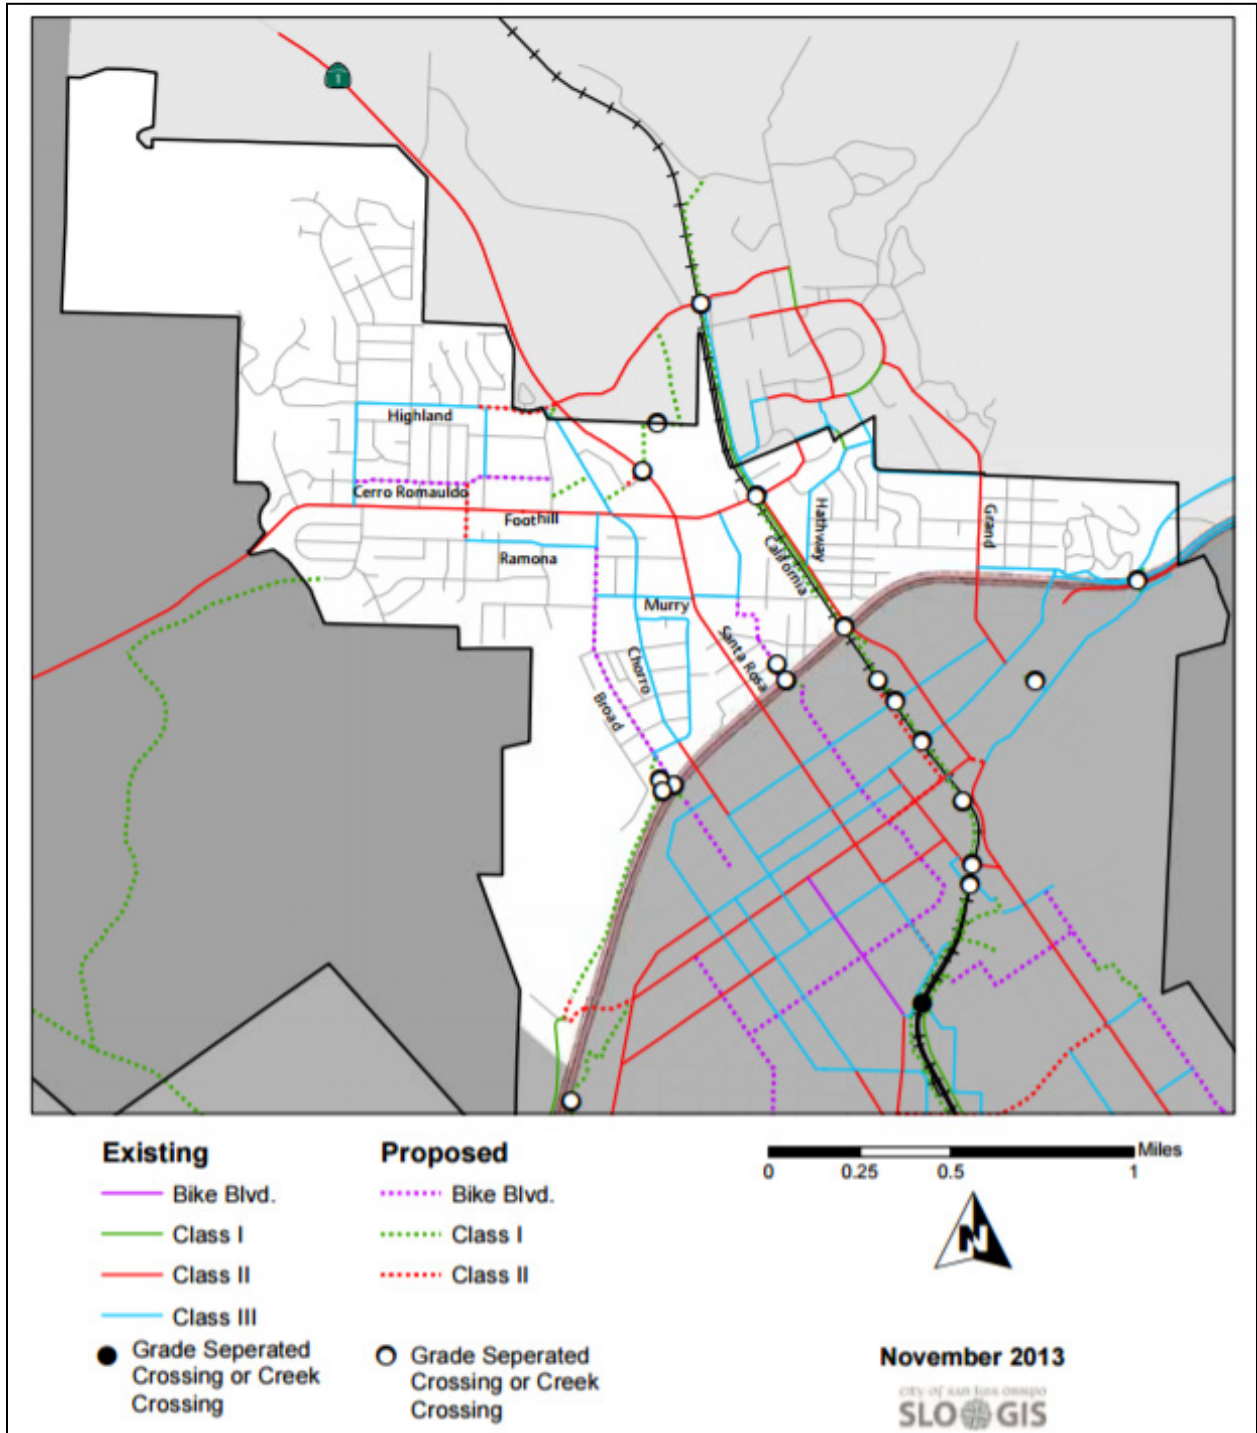 1
Highland
Cerro Romauldo
Foothill
Ramona
Hathway
Grand
California
Murry
Santa Rosa
Chorro
Broad
Existing
Bike Blvd.
Class I
Class II
Class III
Grade Seperated
Crossing or Creek
Crossing
Proposed
Bike Blvd.
Class I
Class II
Grade Seperated
Crossing or Creek
Crossing
Miles
0 0.25 0.5 1
N
November 2013
city of san luis obispo
SLO GIS